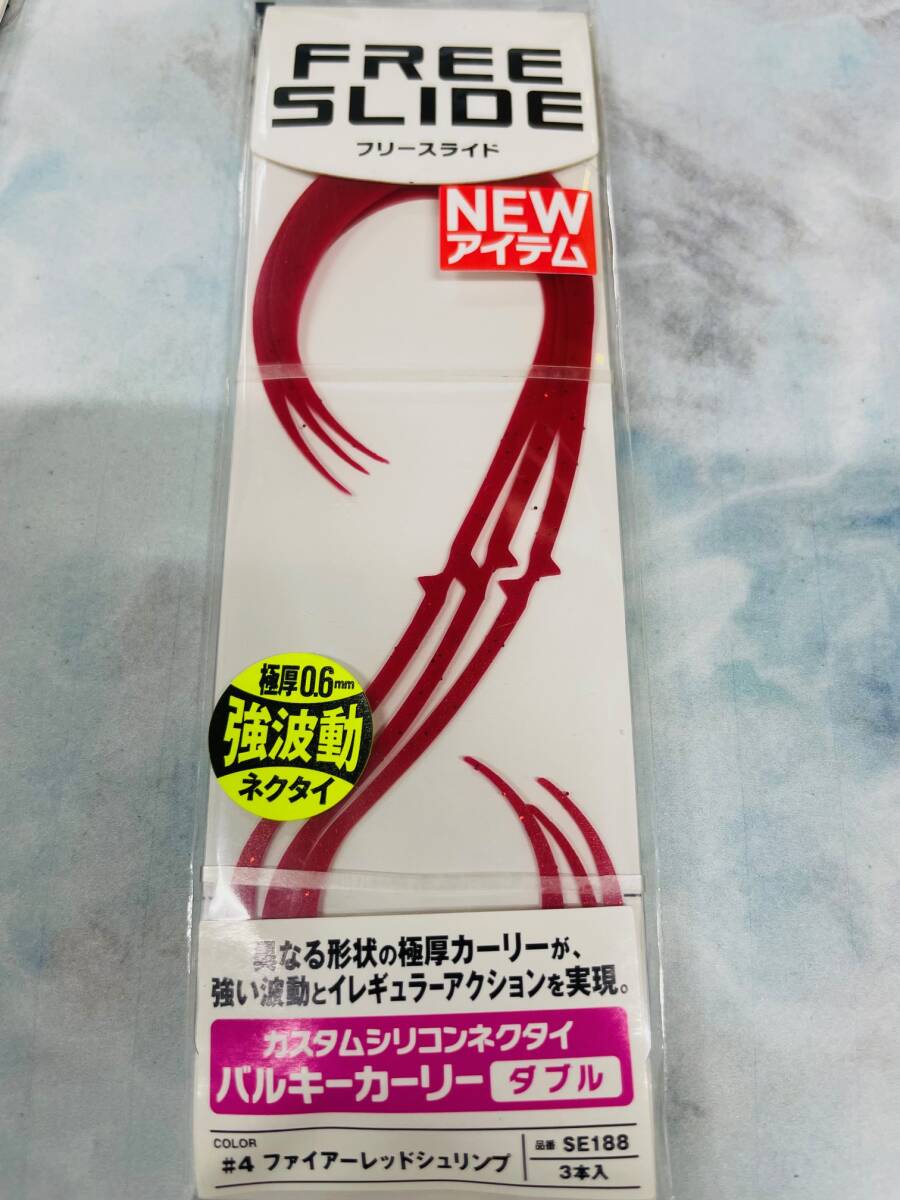 FREE
SLIDE
フリースライド
NEW
アイテム
極厚0.6mm
強波動
ネクタイ
異なる形状の極厚カーリーが、
強い波動とイレギュラーアクションを実現。
カスタムシリコンネクタイ
バルキーカーリー ダブル
COLOR
#4 ファイアーレッドシュリンプ
品番 SE188
3本入